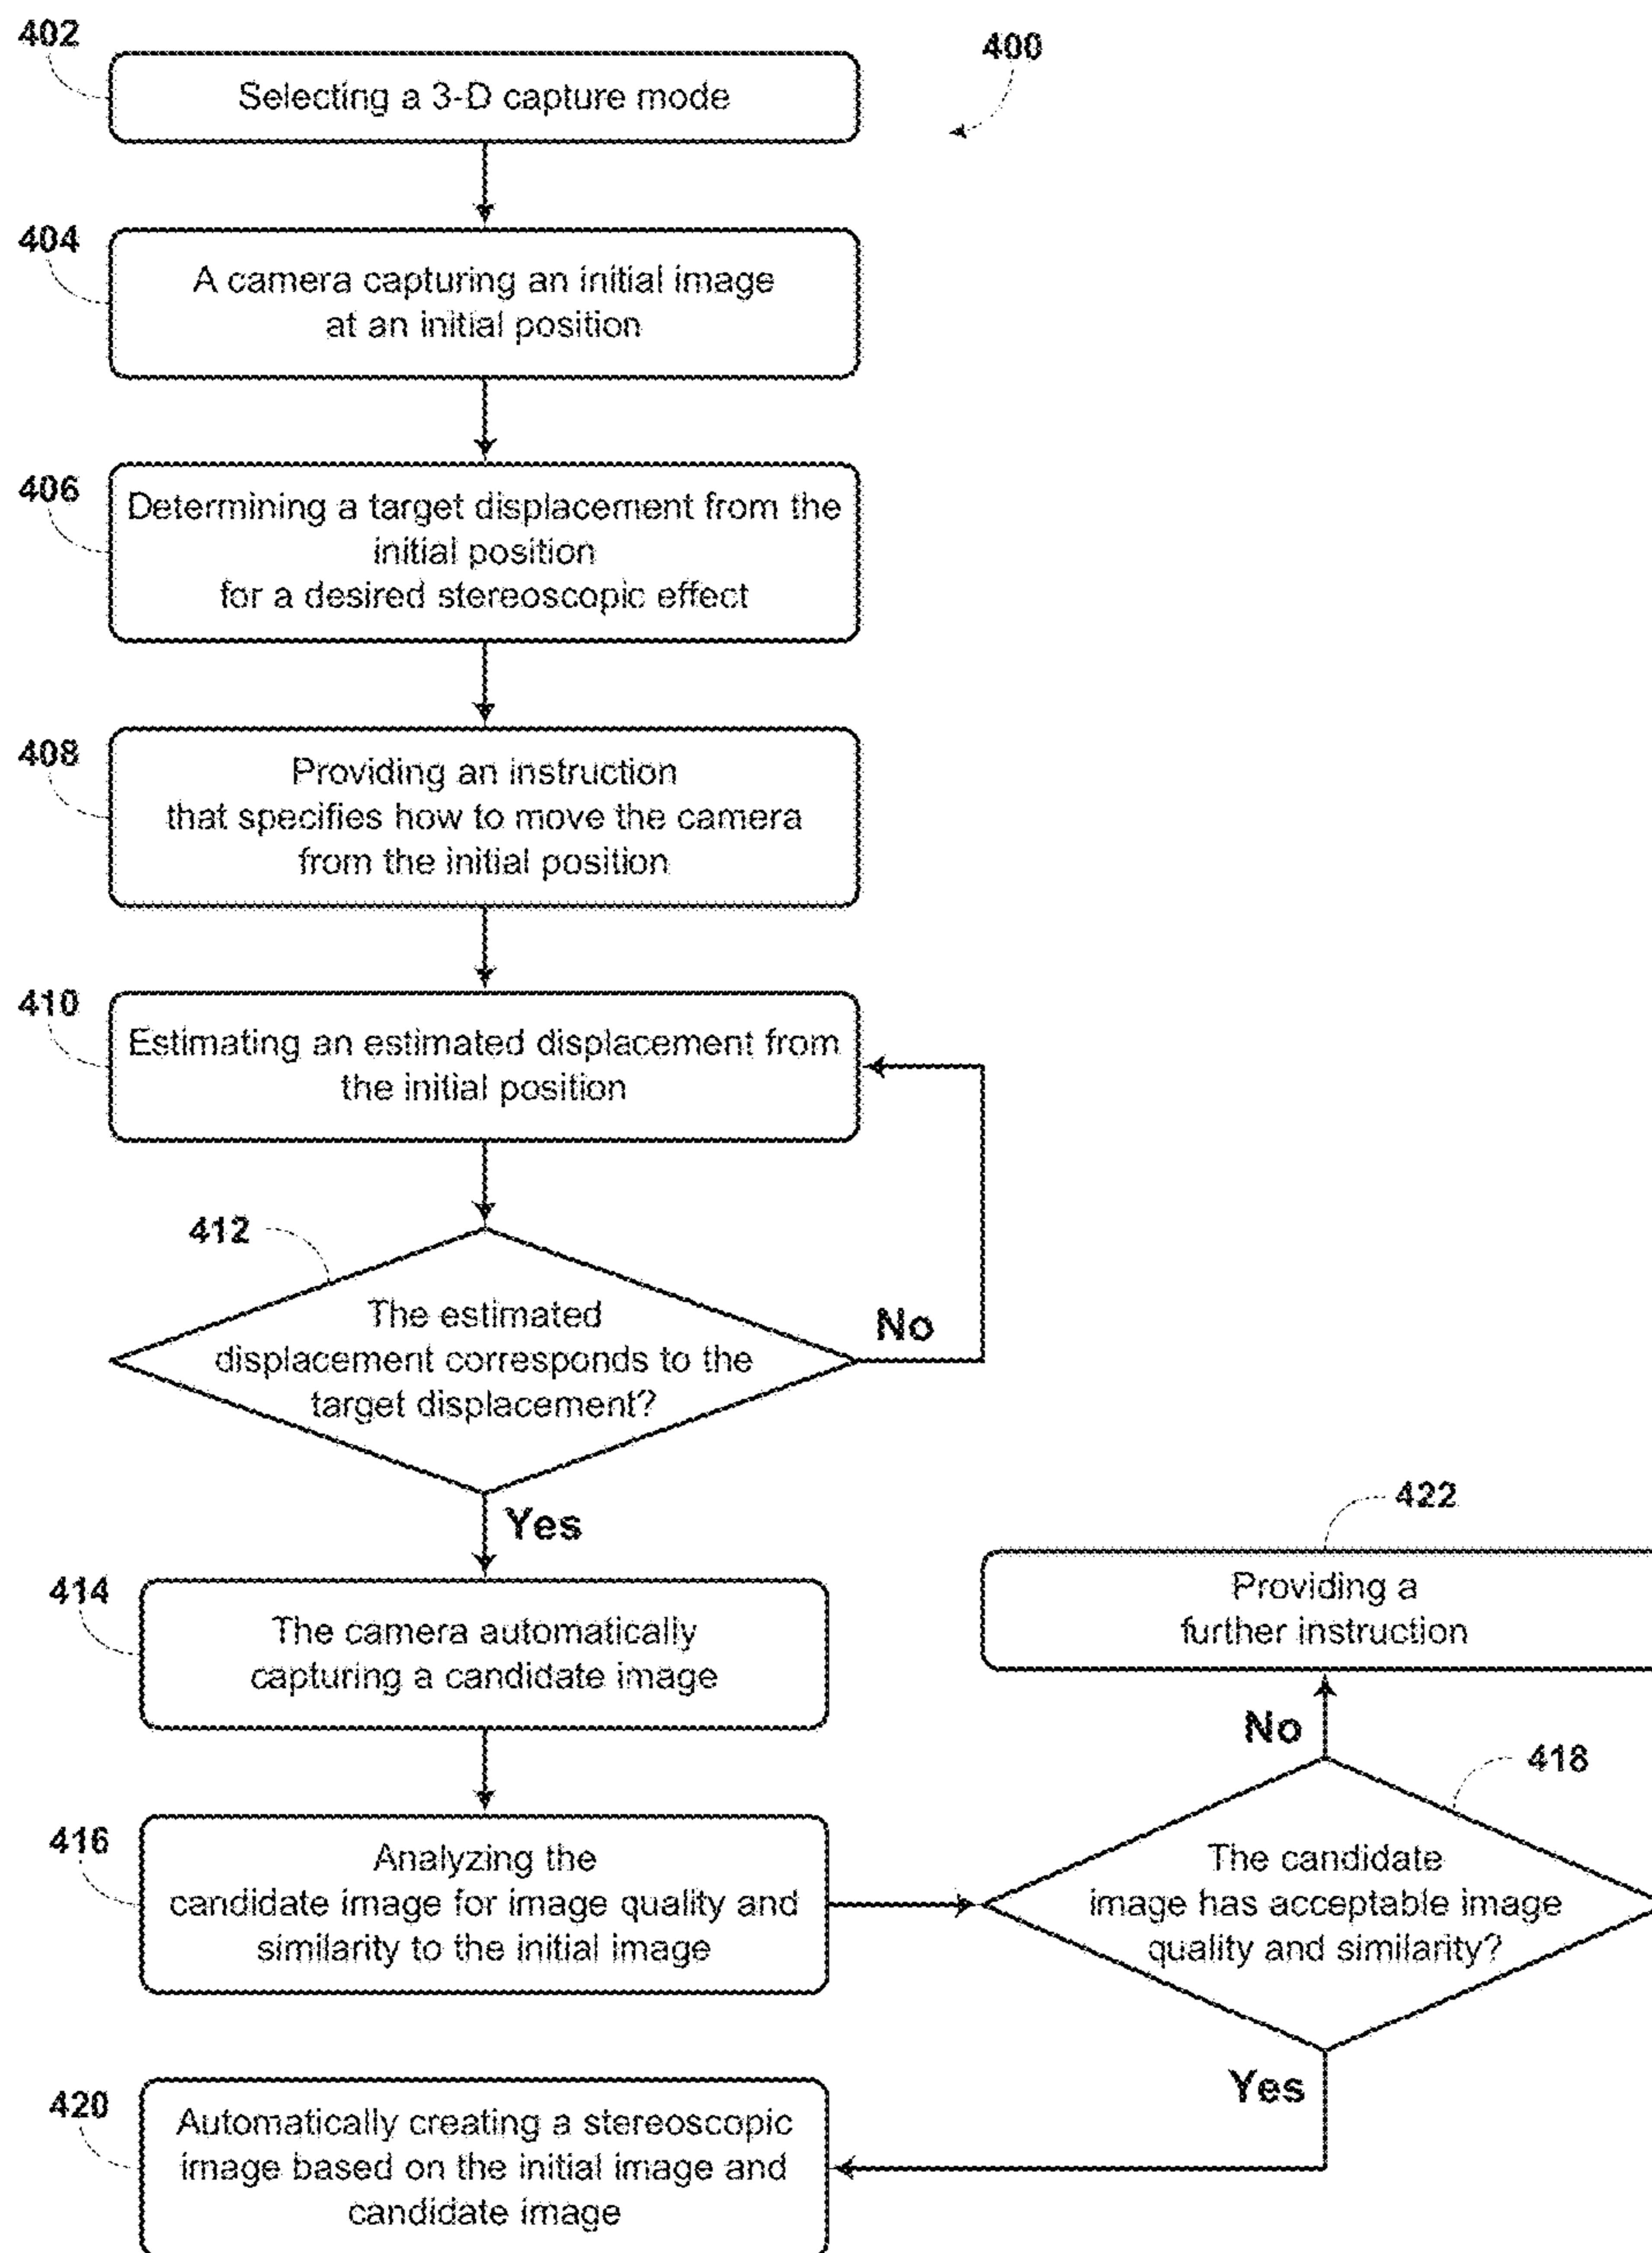 402
Selecting a 3-D capture mode
400
404
A camera capturing an initial image
at an initial position
406
Determining a target displacement from the
initial position
for a desired stereoscopic effect
408
Providing an instruction
that specifies how to move the camera
from the initial position
410
Estimating an estimated displacement from
the initial position
412
The estimated
displacement corresponds to the
target displacement?
No
Yes
414
The camera automatically
capturing a candidate image
416
Analyzing the
candidate image for image quality and
similarity to the initial image
418
The candidate
image has acceptable image
quality and similarity?
No
422
Providing a
further instruction
Yes
420
Automatically creating a stereoscopic
image based on the initial image and
candidate image